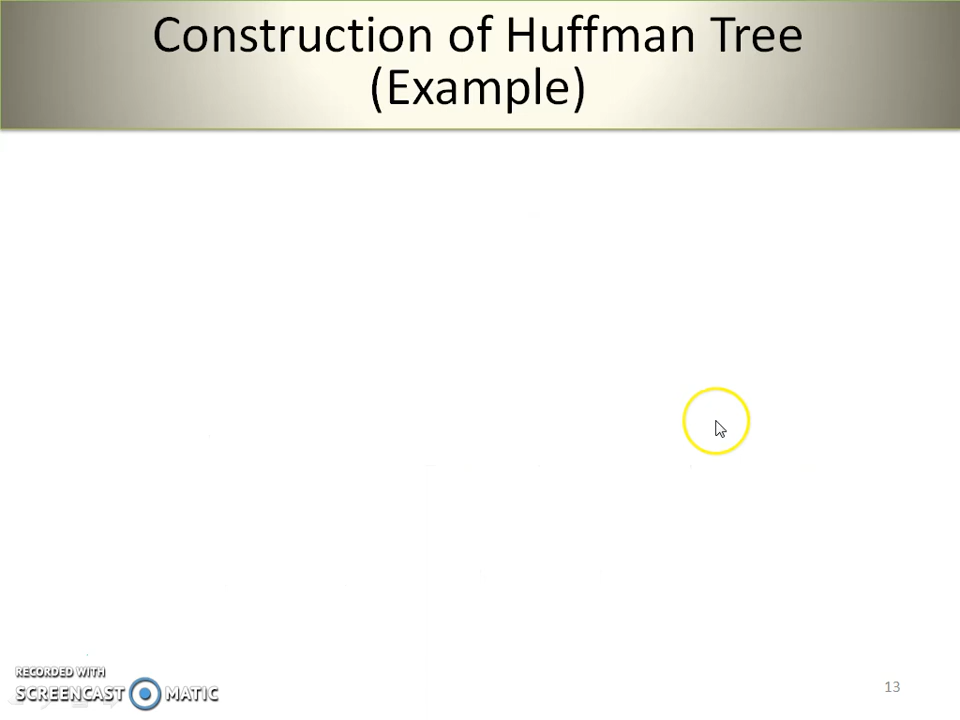 Construction of Huffman Tree
(Example)
RECORDED WITH
SCREENCAST MATIC
13